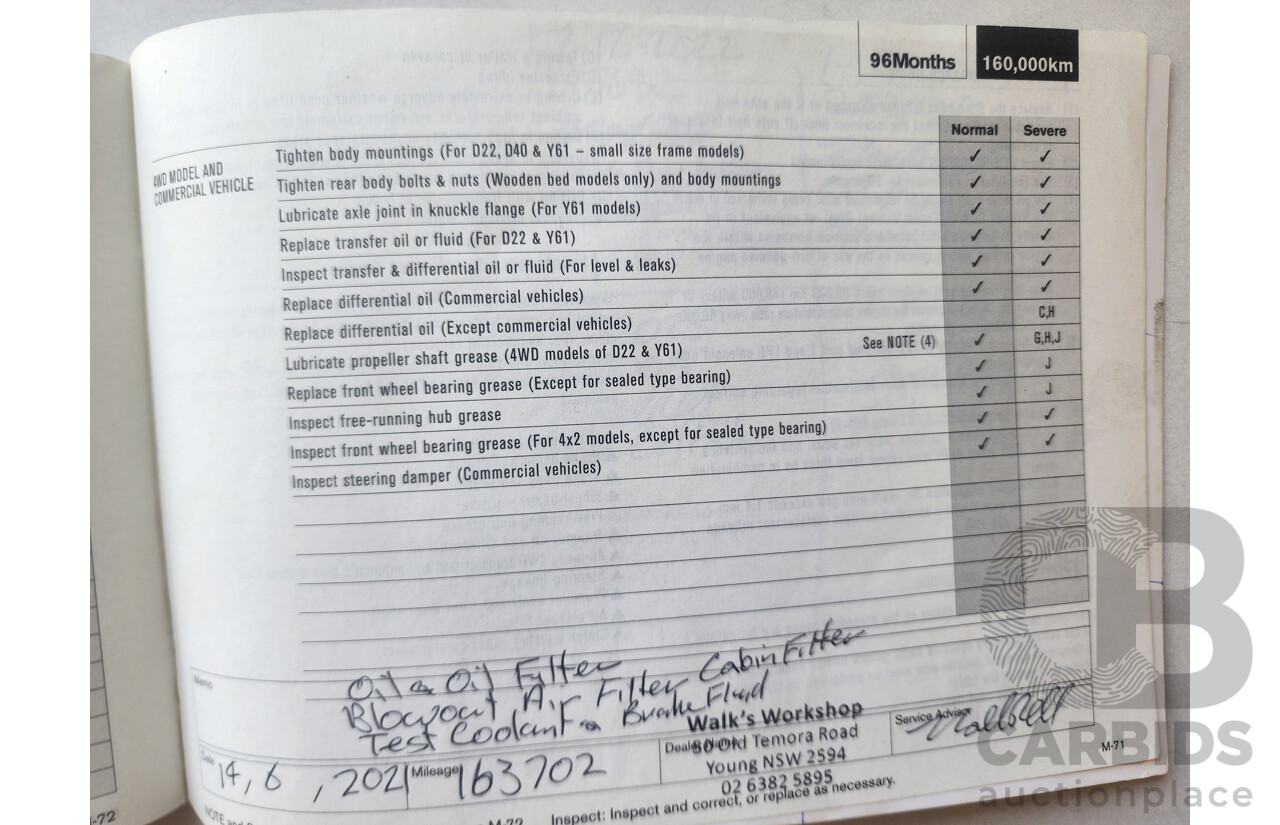 96Months 160,000km
Normal Severe
4WD MODEL AND
COMMERCIAL VEHICLE
Tighten body mountings (For D22, D40 & Y61 – small size frame models) ✓ ✓
Tighten rear body bolts & nuts (Wooden bed models only) and body mountings ✓ ✓
Lubricate axle joint in knuckle flange (For Y61 models) ✓ ✓
Replace transfer oil or fluid (For D22 & Y61) ✓ ✓
Inspect transfer & differential oil or fluid (For level & leaks) ✓ ✓
Replace differential oil (Commercial vehicles) ✓ ✓
Replace differential oil (Except commercial vehicles) C,H
Lubricate propeller shaft grease (4WD models of D22 & Y61) See NOTE (4) ✓ G,H,J
Replace front wheel bearing grease (Except for sealed type bearing) ✓ J
Inspect free-running hub grease ✓ J
Inspect front wheel bearing grease (For 4x2 models, except for sealed type bearing) ✓ ✓
Inspect steering damper (Commercial vehicles) ✓ ✓
Memo
Oil & Oil Filter
Blowout Air Filter Cabin Filter
Test Coolant & Brake Fluid
Date 14, 6, 2021
Mileage 163702
Walk's Workshop
80 Old Temora Road
Young NSW 2594
02 6382 5895
Service Advisor
M-71
-72
NOTE
M-72
Inspect: Inspect and correct, or replace as necessary.
CARBIDS
auctionplace